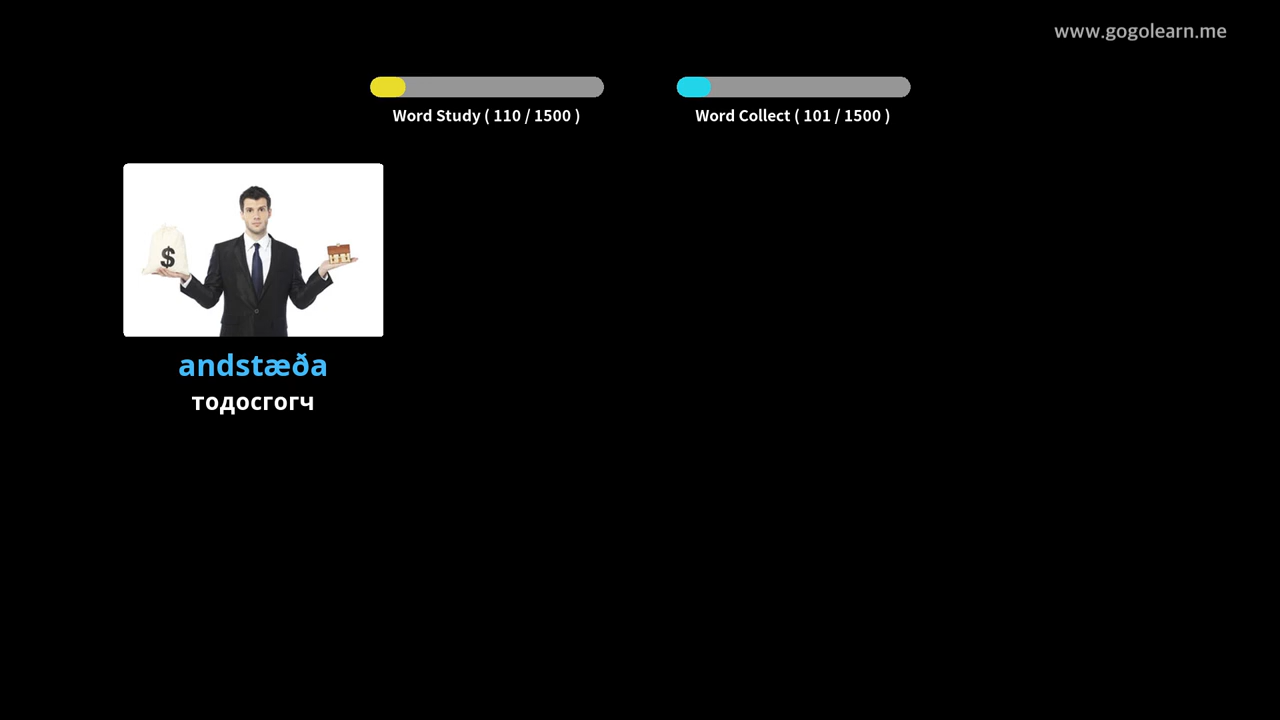 www.gogolearn.me
Word Study ( 110 / 1500 )
Word Collect ( 101 / 1500 )
$
andstæða
тодосгогч